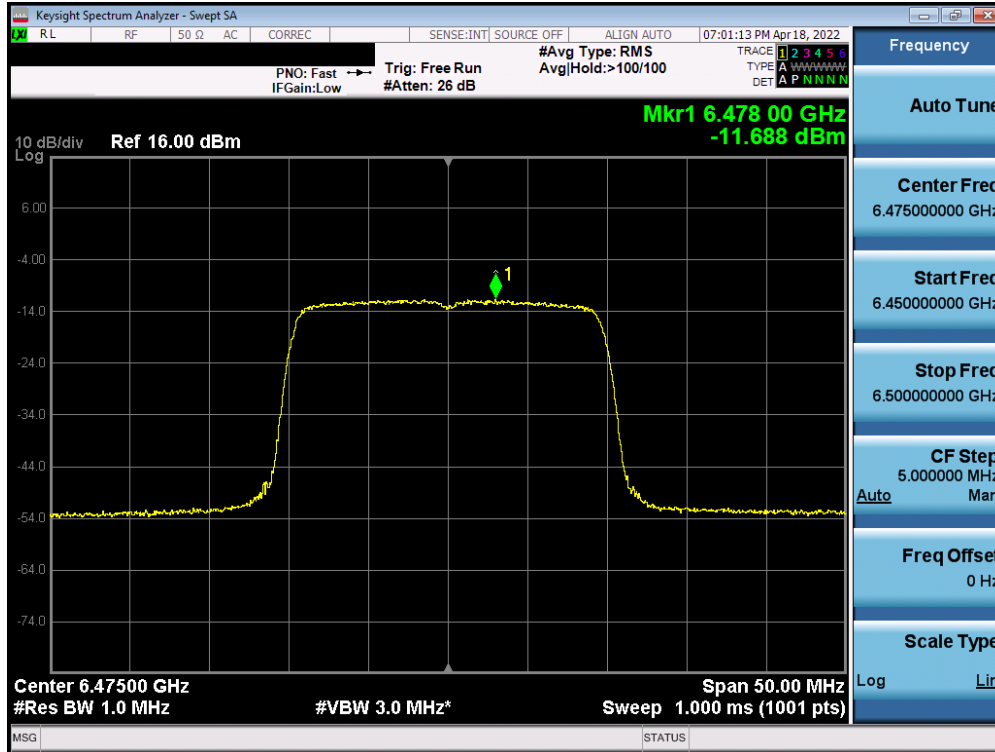 Keysight Spectrum Analyzer - Swept SA
LXI RL RF 50 Ω AC CORREC SENSE:INT SOURCE OFF ALIGN AUTO 07:01:13 PM Apr 18, 2022
#Avg Type: RMS TRACE 1 2 3 4 5 6
PNO: Fast Trig: Free Run Avg|Hold:>100/100 TYPE A W W W W W
IFGain:Low #Atten: 26 dB DET A P N N N N
Mkr1 6.478 00 GHz
-11.688 dBm
10 dB/div Ref 16.00 dBm
Log
6.00
-4.00
1
-14.0
-24.0
-34.0
-44.0
-54.0
-64.0
-74.0
Center 6.47500 GHz Span 50.00 MHz
#Res BW 1.0 MHz #VBW 3.0 MHz* Sweep 1.000 ms (1001 pts)
MSG STATUS
Frequency
Auto Tune
Center Freq
6.475000000 GHz
Start Freq
6.450000000 GHz
Stop Freq
6.500000000 GHz
CF Step
5.000000 MHz
Auto Man
Freq Offset
0 Hz
Scale Type
Log Lin